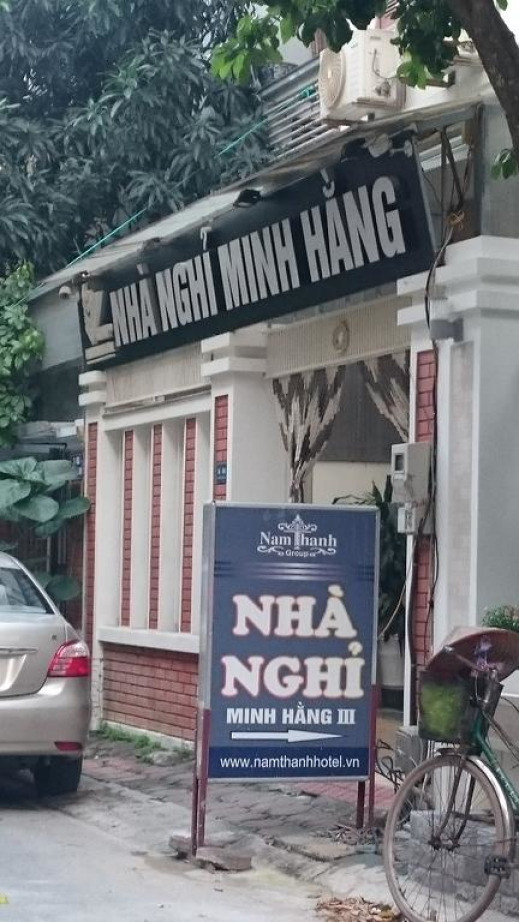 NHÀ NGHỈ MINH HẰNG
Nam Thanh
Group
NHÀ
NGHỈ
MINH HẰNG III
www.namthanhhotel.vn